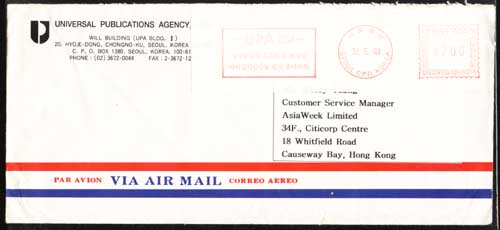 UNIVERSAL PUBLICATIONS AGENCY,
WILL BUILDING (UPA BLDG. I)
20, HYOJE-DONG, CHONGNO-KU, SEOUL, KOREA
C. P. O. BOX 1380, SEOUL, KOREA, 100-61
PHONE : (02) 3672-0044 FAX : 2-3672-12
UPA
SEOUL C.P.O. KOREA
Customer Service Manager
AsiaWeek Limited
34F., Citicorp Centre
18 Whitfield Road
Causeway Bay, Hong Kong
PAR AVION VIA AIR MAIL CORREO AEREO